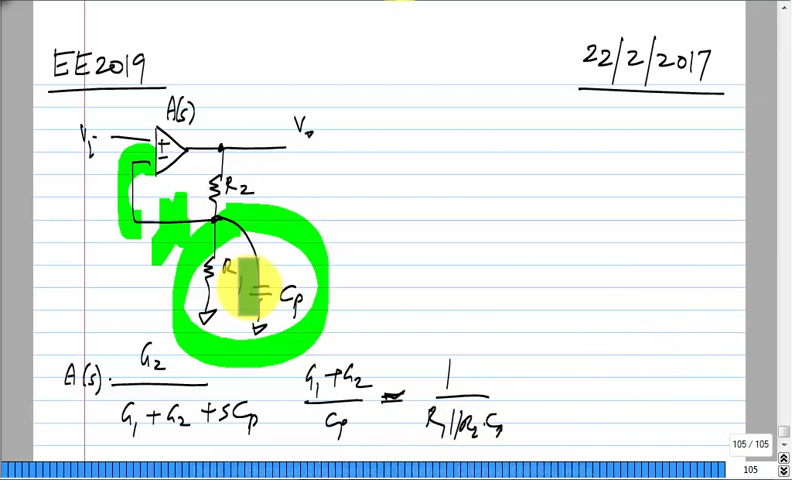 EE2019 22/2/2017
A(s)
Vi + Vo
−
R2
R1 Cp
A(s) · G2 / (G1 + G2 + sCp) (G1 + G2) / Cp = 1 / (R1||R2·Cp)
105 / 105
105